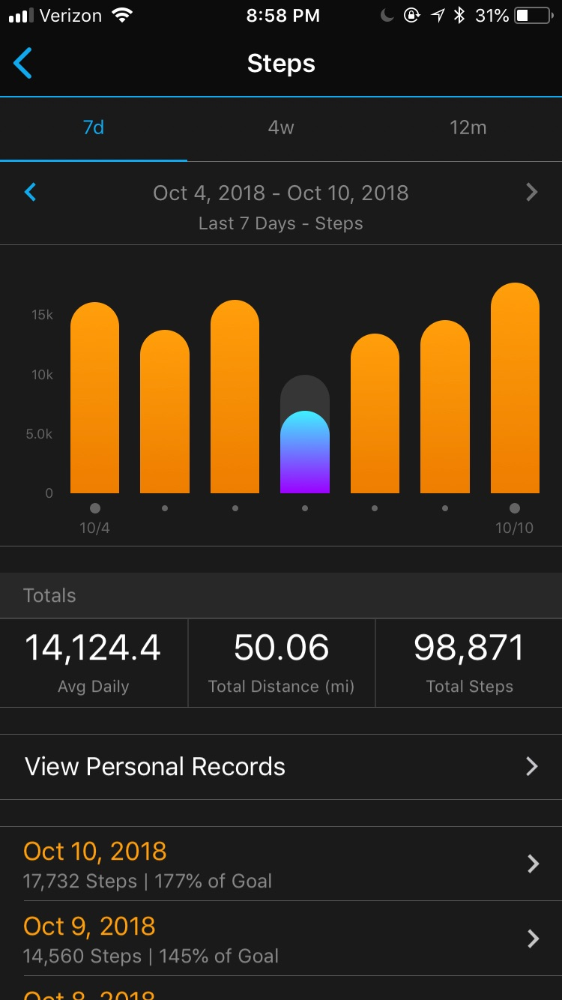 Verizon 8:58 PM 31%
Steps
7d 4w 12m
Oct 4, 2018 - Oct 10, 2018
Last 7 Days - Steps
15k
10k
5.0k
0
10/4 10/10
Totals
14,124.4 50.06 98,871
Avg Daily Total Distance (mi) Total Steps
View Personal Records
Oct 10, 2018
17,732 Steps | 177% of Goal
Oct 9, 2018
14,560 Steps | 145% of Goal
Oct 8, 2018